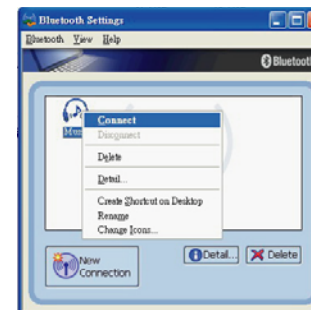 Bluetooth Settings
Bluetooth View Help
Bluetooth
Connect
Disconnect
Delete
Detail...
Create Shortcut on Desktop
Rename
Change Icons...
New
Connection
Detail...
Delete